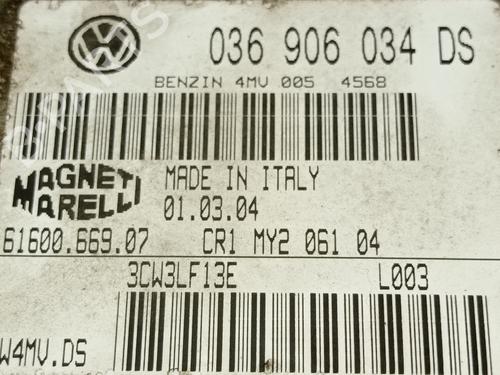 036 906 034 DS
BENZIN 4MV 005 4568
MAGNETI
MARELLI
MADE IN ITALY
01.03.04
61600.669.07 CR1 MY2 061 04
3CW3LF13E L003
W4MV.DS